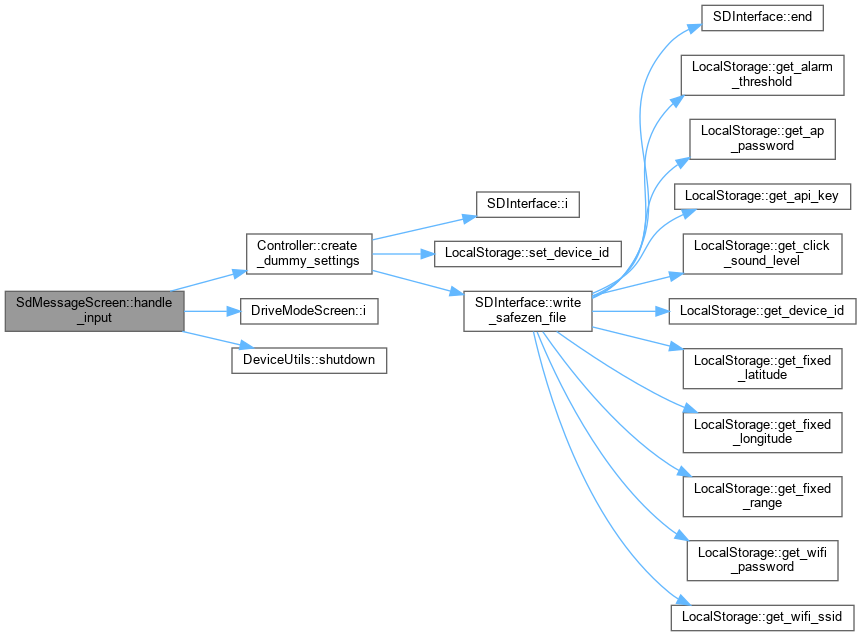 SdMessageScreen::handle
_input
Controller::create
_dummy_settings
DriveModeScreen::i
DeviceUtils::shutdown
SDInterface::i
LocalStorage::set_device_id
SDInterface::write
_safezen_file
SDInterface::end
LocalStorage::get_alarm
_threshold
LocalStorage::get_ap
_password
LocalStorage::get_api_key
LocalStorage::get_click
_sound_level
LocalStorage::get_device_id
LocalStorage::get_fixed
_latitude
LocalStorage::get_fixed
_longitude
LocalStorage::get_fixed
_range
LocalStorage::get_wifi
_password
LocalStorage::get_wifi_ssid